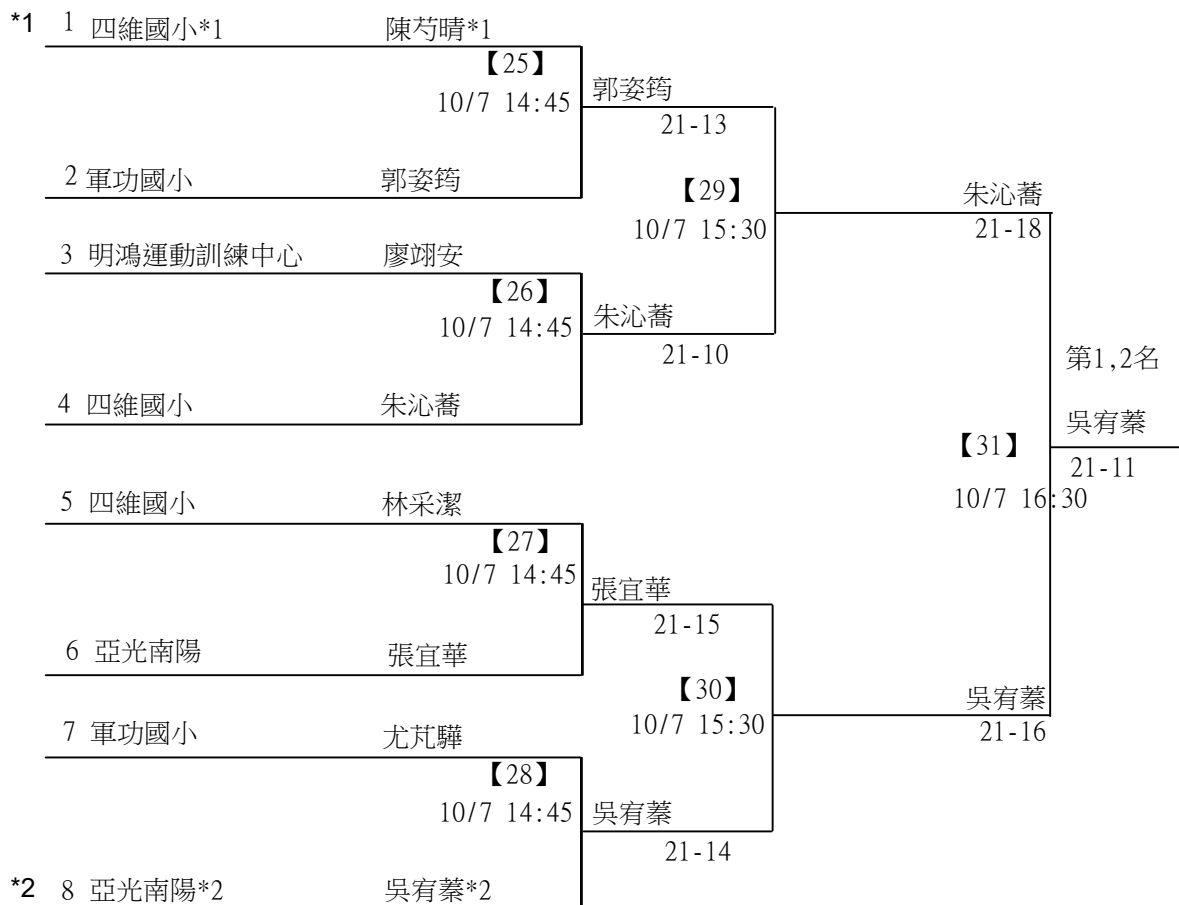 *1 1 四維國小*1 陳芍晴*1
【25】
10/7 14:45
郭姿筠
21-13
2 軍功國小 郭姿筠
【29】
10/7 15:30
朱沁蕎
21-18
3 明鴻運動訓練中心 廖翊安
【26】
10/7 14:45
朱沁蕎
21-10
4 四維國小 朱沁蕎
第1,2名
吳宥蓁
21-11
【31】
10/7 16:30
5 四維國小 林采潔
【27】
10/7 14:45
張宜華
21-15
6 亞光南陽 張宜華
【30】
10/7 15:30
吳宥蓁
21-16
7 軍功國小 尤芃驊
【28】
10/7 14:45
吳宥蓁
21-14
*2 8 亞光南陽*2 吳宥蓁*2